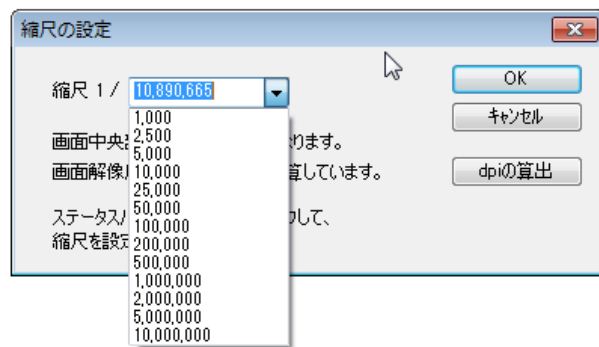 縮尺の設定
縮尺 1 / 10,890,665
OK
キャンセル
dpiの算出
1,000
2,500
5,000
10,000
25,000
50,000
100,000
200,000
500,000
1,000,000
2,000,000
5,000,000
10,000,000
画面中央 ります。
画面解像 算しています。
ステータス して、
縮尺を設定